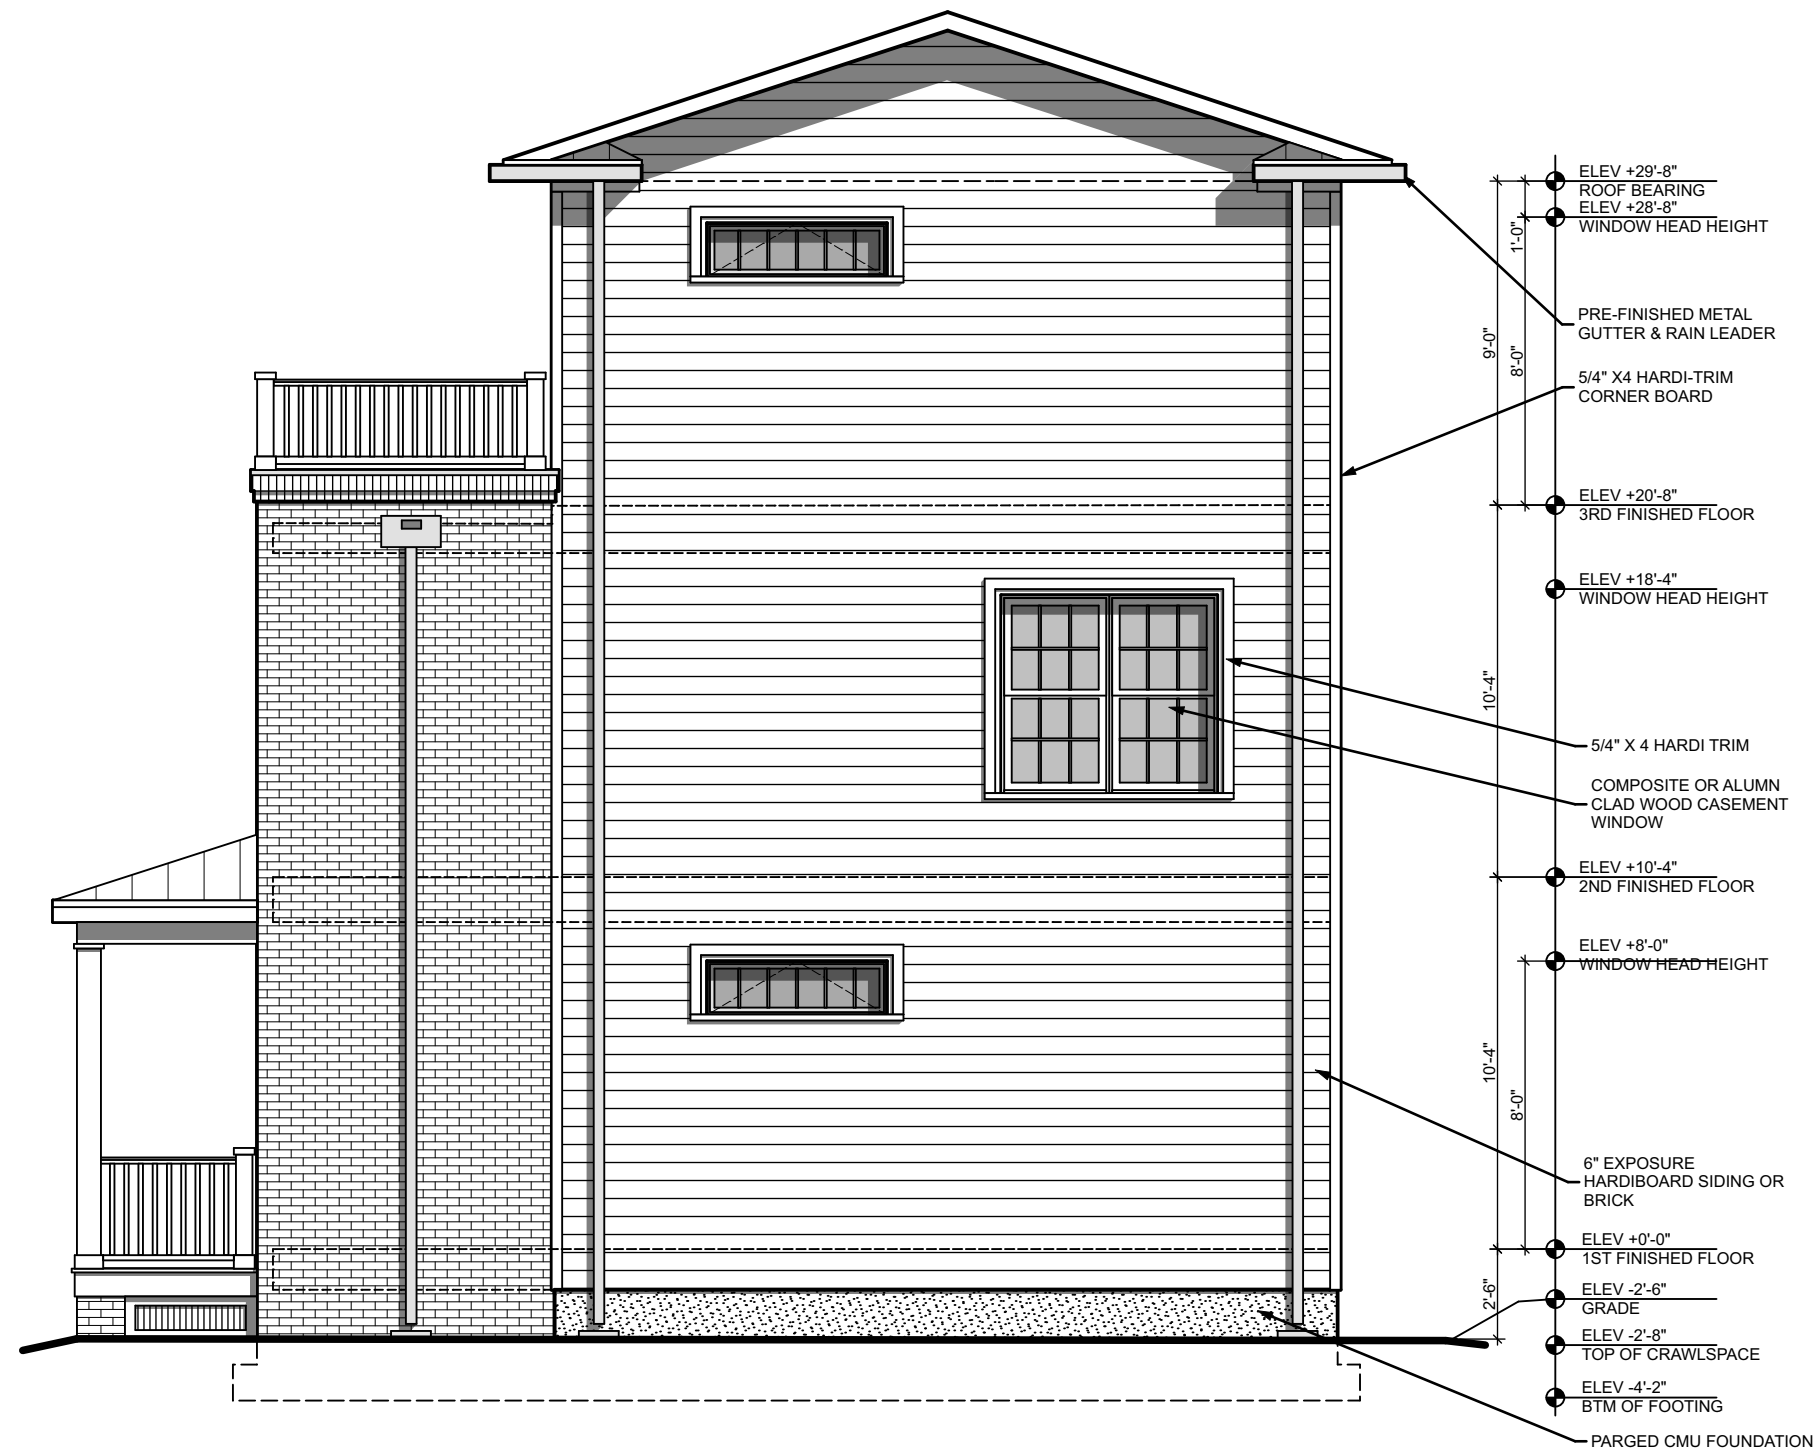 ELEV +29'-8"
ROOF BEARING
ELEV +28'-8"
WINDOW HEAD HEIGHT
1'-0"
PRE-FINISHED METAL
GUTTER & RAIN LEADER
9'-0"
8'-0"
5/4" X4 HARDI-TRIM
CORNER BOARD
ELEV +20'-8"
3RD FINISHED FLOOR
ELEV +18'-4"
WINDOW HEAD HEIGHT
10'-4"
5/4" X 4 HARDI TRIM
COMPOSITE OR ALUMN
CLAD WOOD CASEMENT
WINDOW
ELEV +10'-4"
2ND FINISHED FLOOR
ELEV +8'-0"
WINDOW HEAD HEIGHT
10'-4"
8'-0"
6" EXPOSURE
HARDIBOARD SIDING OR
BRICK
ELEV +0'-0"
1ST FINISHED FLOOR
2'-6"
ELEV -2'-6"
GRADE
ELEV -2'-8"
TOP OF CRAWLSPACE
ELEV -4'-2"
BTM OF FOOTING
PARGED CMU FOUNDATION